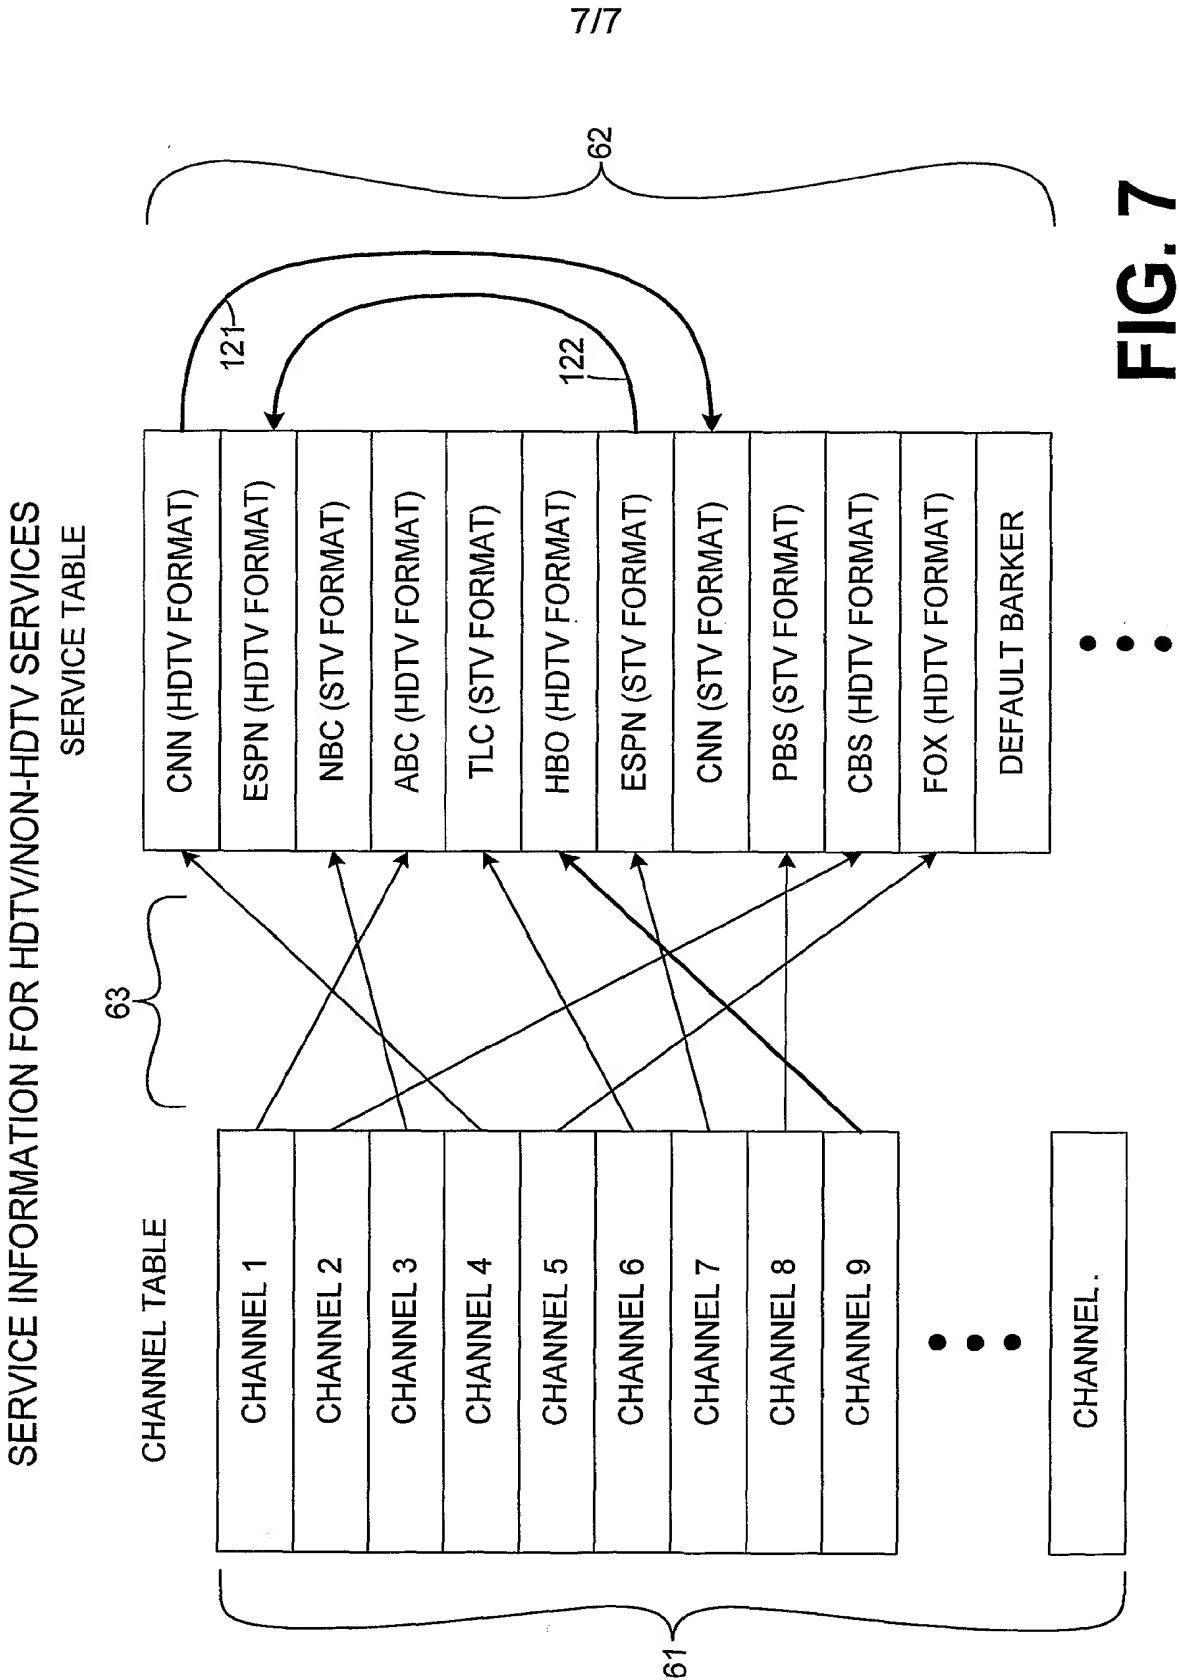 7/7
SERVICE INFORMATION FOR HDTV/NON-HDTV SERVICES
CHANNEL TABLE
CHANNEL 1
CHANNEL 2
CHANNEL 3
CHANNEL 4
CHANNEL 5
CHANNEL 6
CHANNEL 7
CHANNEL 8
CHANNEL 9
CHANNEL.
61
63
SERVICE TABLE
CNN (HDTV FORMAT)
ESPN (HDTV FORMAT)
NBC (STV FORMAT)
ABC (HDTV FORMAT)
TLC (STV FORMAT)
HBO (HDTV FORMAT)
ESPN (STV FORMAT)
CNN (STV FORMAT)
PBS (STV FORMAT)
CBS (HDTV FORMAT)
FOX (HDTV FORMAT)
DEFAULT BARKER
121
122
62
FIG. 7